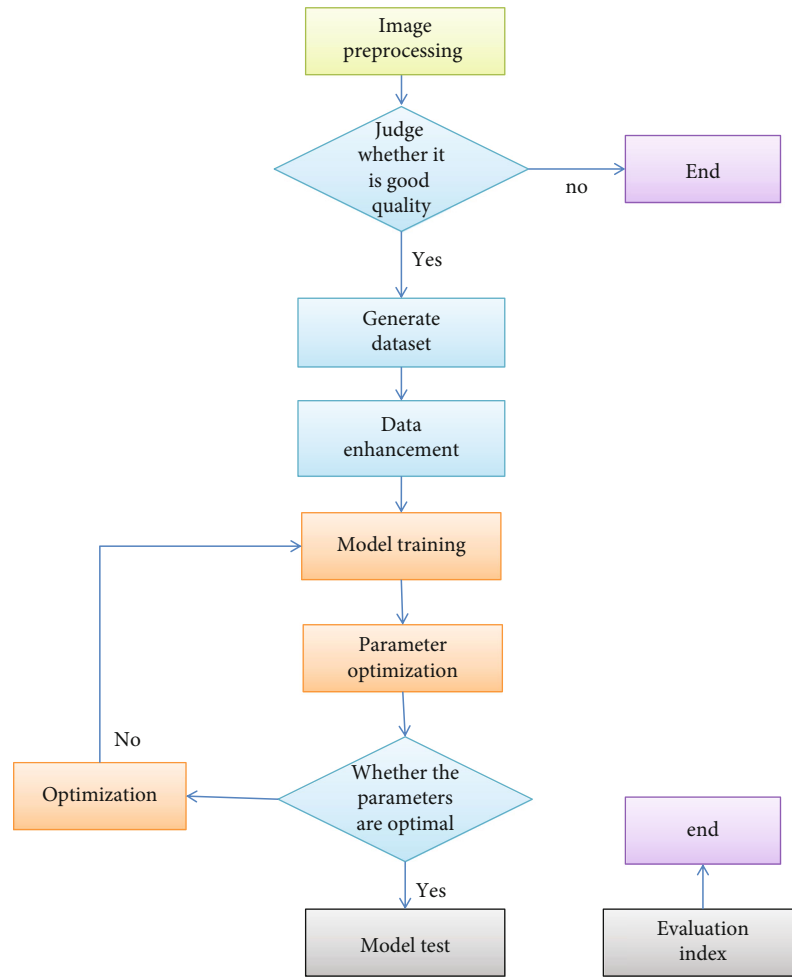 Image
preprocessing
Judge
whether it
is good
quality
no
End
Yes
Generate
dataset
Data
enhancement
Model training
Parameter
optimization
No
Optimization
Whether the
parameters
are optimal
end
Yes
Model test
Evaluation
index